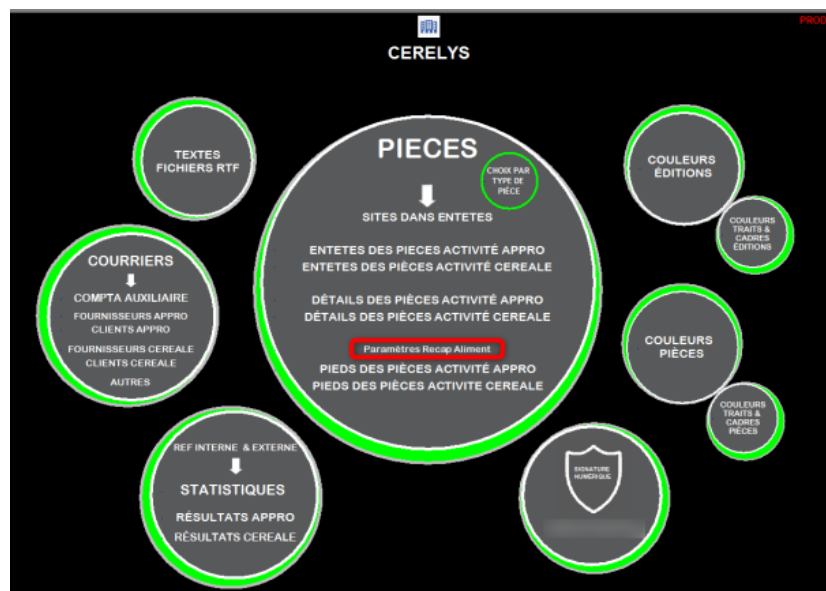 PROD
CERELYS
TEXTES
FICHIERS RTF
PIECES
CHOIX PAR
TYPE DE
PIÈCE
SITES DANS ENTETES
ENTETES DES PIECES ACTIVITÉ APPRO
ENTETES DES PIÈCES ACTIVITÉ CEREALE
DÉTAILS DES PIÈCES ACTIVITÉ APPRO
DÉTAILS DES PIÈCES ACTIVITÉ CEREALE
Paramètres Recap Aliment
PIEDS DES PIÈCES ACTIVITÉ APPRO
PIEDS DES PIÈCES ACTIVITE CEREALE
COULEURS
ÉDITIONS
COULEURS
TRAITS &
CADRES
ÉDITIONS
COURRIERS
COMPTA AUXILIAIRE
FOURNISSEURS APPRO
CLIENTS APPRO
FOURNISSEURS CEREALE
CLIENTS CEREALE
AUTRES
COULEURS
PIÈCES
COULEURS
TRAITS &
CADRES
PIÈCES
REF INTERNE & EXTERNE
STATISTIQUES
RÉSULTATS APPRO
RÉSULTATS CEREALE
SIGNATURE
NUMÉRIQUE